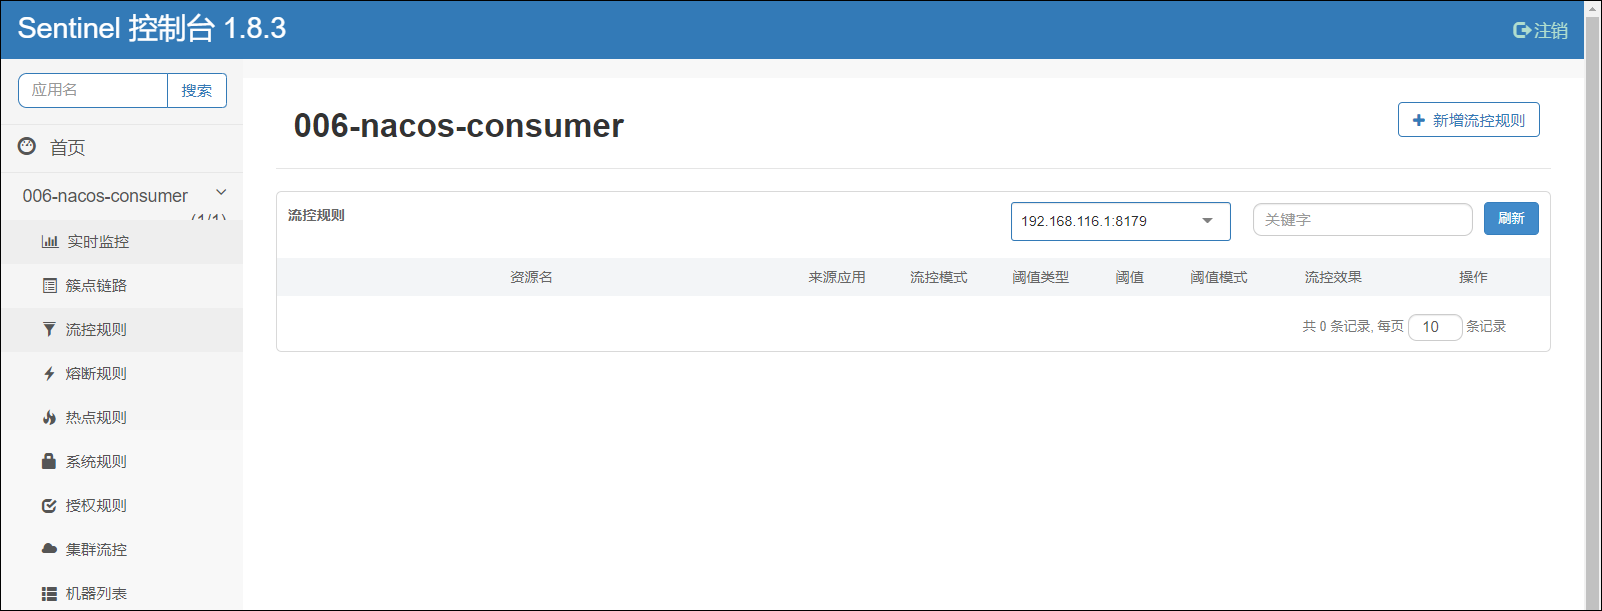 Sentinel 控制台 1.8.3
注销
应用名 搜索
首页
006-nacos-consumer
(1/1)
实时监控
簇点链路
流控规则
熔断规则
热点规则
系统规则
授权规则
集群流控
机器列表
006-nacos-consumer
新增流控规则
流控规则 192.168.116.1:8179 关键字 刷新
资源名 来源应用 流控模式 阈值类型 阈值 阈值模式 流控效果 操作
共 0 条记录, 每页 10 条记录